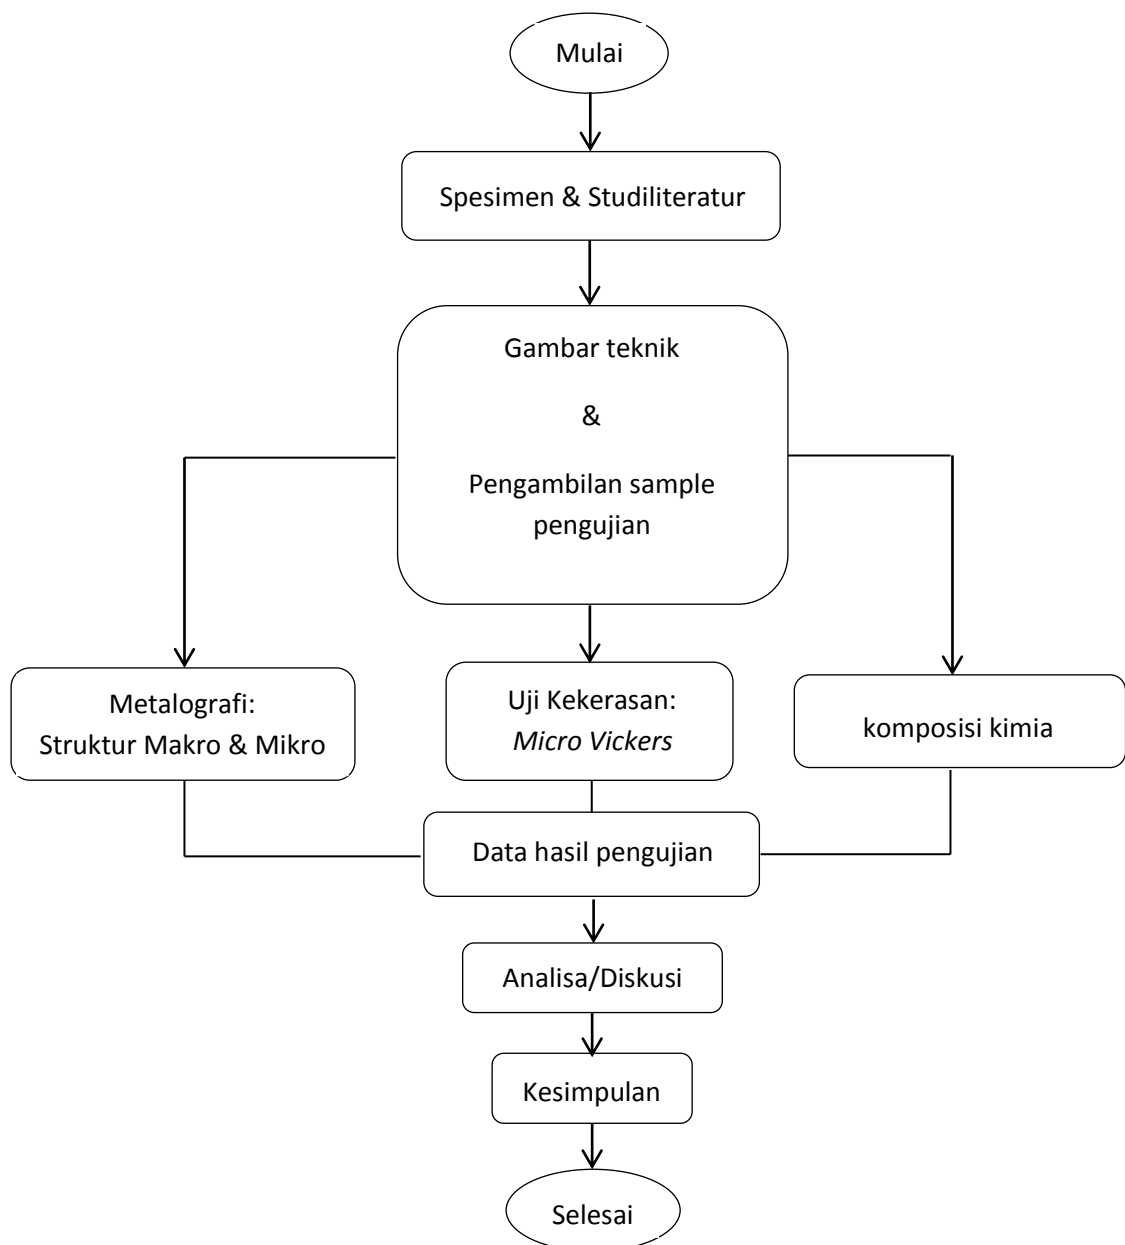 Mulai
Spesimen & Studiliteratur
Gambar teknik
&
Pengambilan sample
pengujian
Metalografi:
Struktur Makro & Mikro
Uji Kekerasan:
Micro Vickers
komposisi kimia
Data hasil pengujian
Analisa/Diskusi
Kesimpulan
Selesai